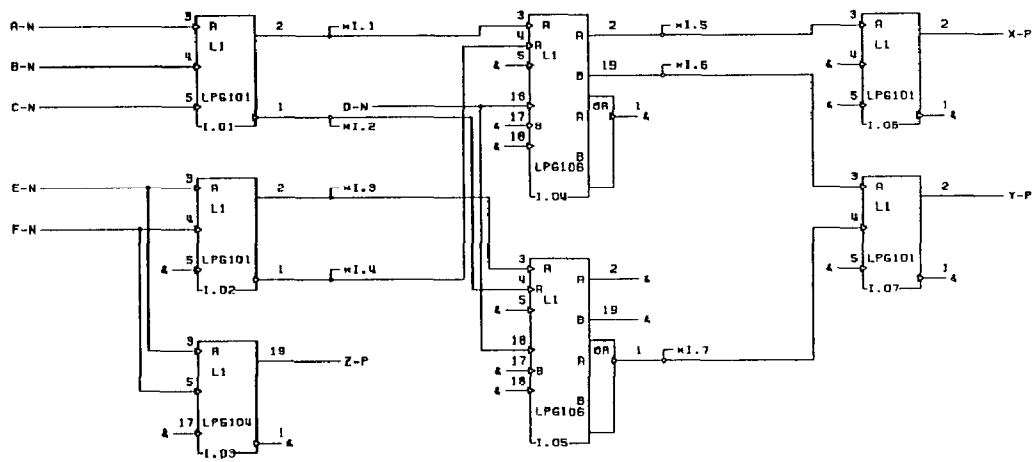 A-N 3 A 2 *I.1 3 A A 2 *I.5 3 A 2 X-P
L1 4 A L1 L1
B-N 4 5 & B 19 *I.6 4 &
C-N 5 LPG101 1 *I.2 D-N 16 OR 1 & 5 & LPG101 1 &
I.01 17 & B A I.06
18 & B
LPG106
I.04
E-N 3 A 2 *I.3 3 A 2 Y-P
L1 L1
F-N 4 4
5 & LPG101 1 *I.4 3 A A 2 & 5 & LPG101 1 &
I.02 4 A L1 I.07
5 & B 19 &
3 A 19 Z-P 16 OR 1 *I.7
L1 17 & B A
5 18 & B
17 & LPG104 1 & LPG106
I.03 I.05